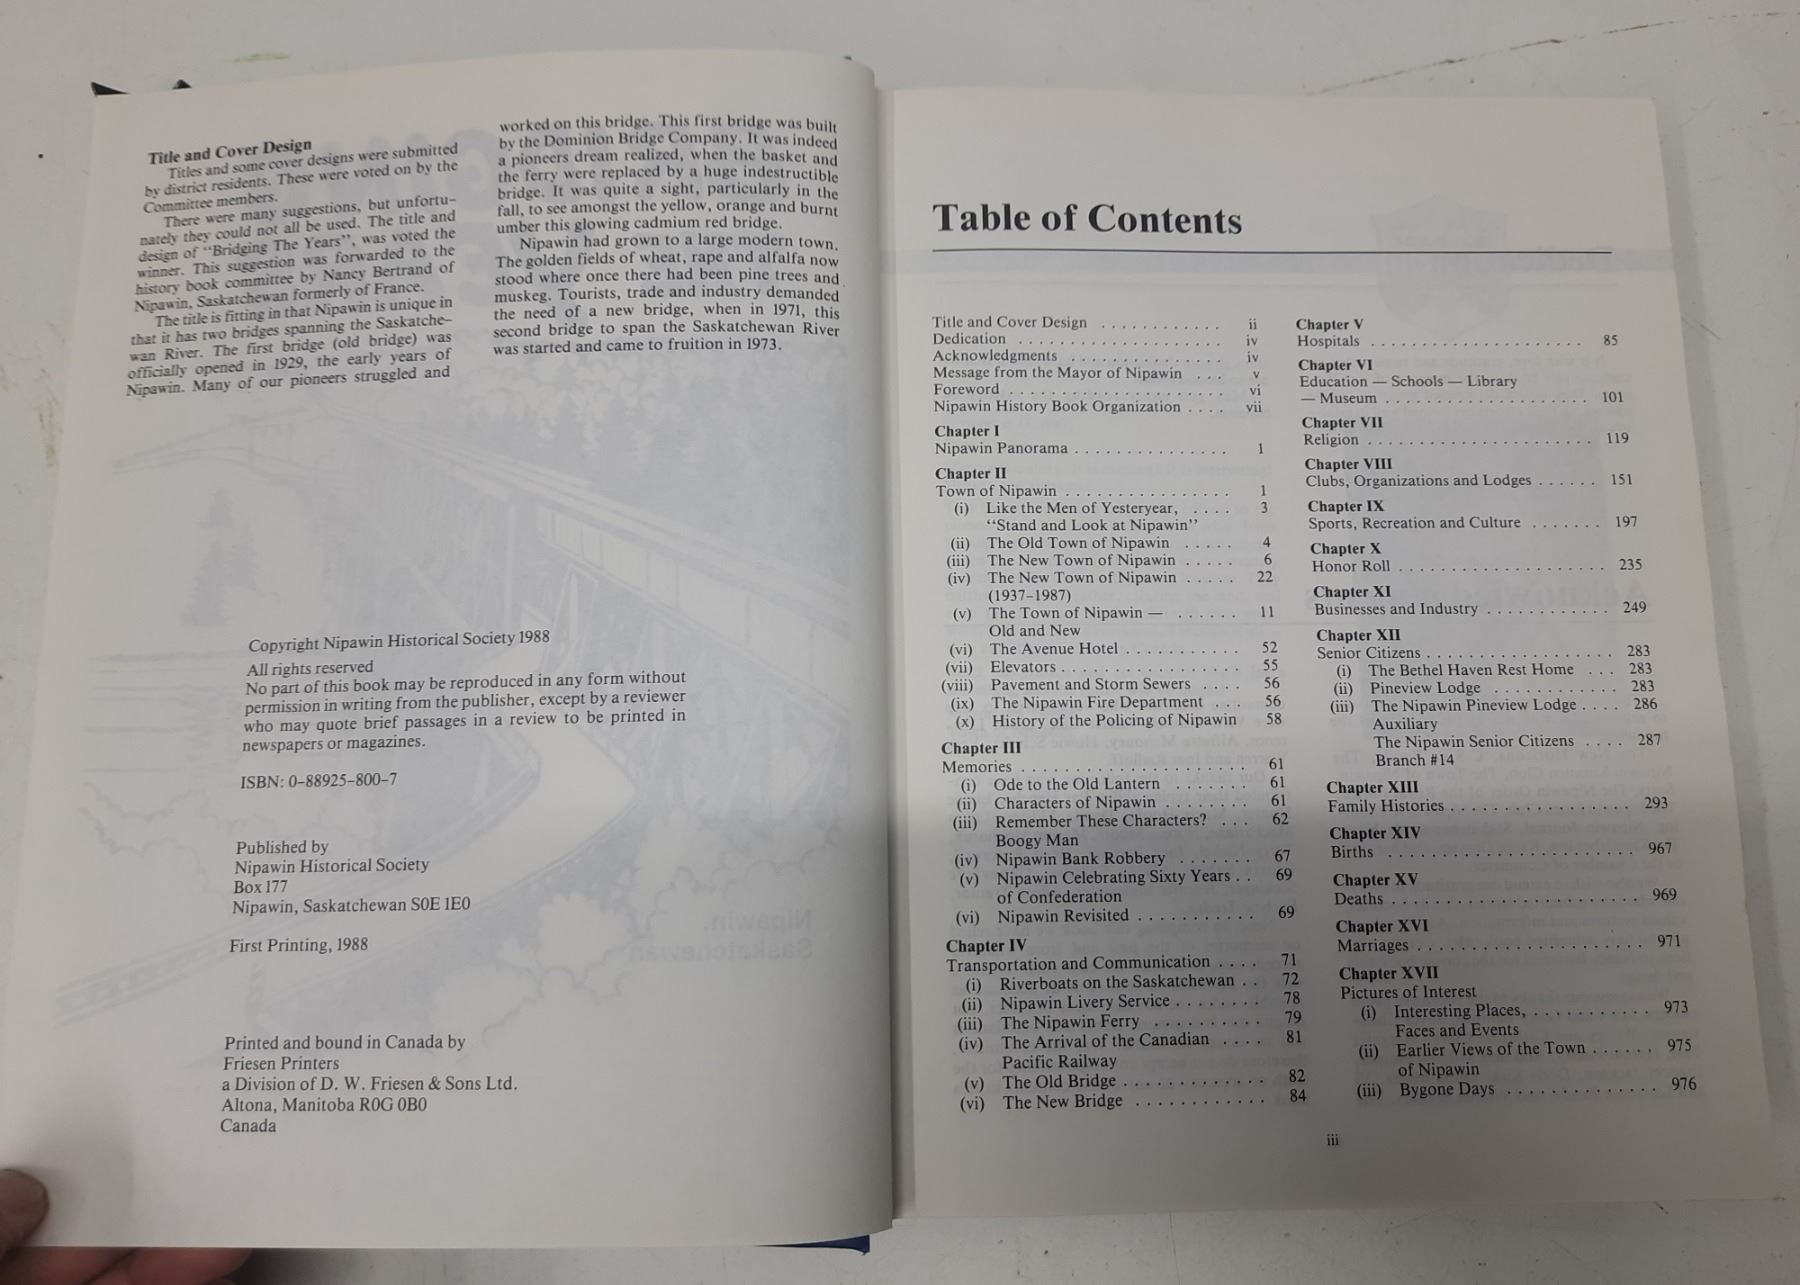 Title and Cover Design
Titles and some cover designs were submitted
by district residents. These were voted on by the
Committee members.
There were many suggestions, but unfortu-
nately they could not all be used. The title and
design of "Bridging The Years", was voted the
winner. This suggestion was forwarded to the
history book committee by Nancy Bertrand of
Nipawin, Saskatchewan formerly of France.
The title is fitting in that Nipawin is unique in
that it has two bridges spanning the Saskatche-
wan River. The first bridge (old bridge) was
officially opened in 1929, the early years of
Nipawin. Many of our pioneers struggled and
worked on this bridge. This first bridge was built
by the Dominion Bridge Company. It was indeed
a pioneers dream realized, when the basket and
the ferry were replaced by a huge indestructible
bridge. It was quite a sight, particularly in the
fall, to see amongst the yellow, orange and burnt
umber this glowing cadmium red bridge.
Nipawin had grown to a large modern town.
The golden fields of wheat, rape and alfalfa now
stood where once there had been pine trees and
muskeg. Tourists, trade and industry demanded
the need of a new bridge, when in 1971, this
second bridge to span the Saskatchewan River
was started and came to fruition in 1973.
Copyright Nipawin Historical Society 1988
All rights reserved
No part of this book may be reproduced in any form without
permission in writing from the publisher, except by a reviewer
who may quote brief passages in a review to be printed in
newspapers or magazines.
ISBN: 0-88925-800-7
Published by
Nipawin Historical Society
Box 177
Nipawin, Saskatchewan S0E 1E0
First Printing, 1988
Nipawin,
Saskatchewan
Printed and bound in Canada by
Friesen Printers
a Division of D. W. Friesen & Sons Ltd.
Altona, Manitoba R0G 0B0
Canada
Table of Contents
Title and Cover Design . . . . . . . . . . . . ii
Dedication . . . . . . . . . . . . . . . . . . . . iv
Acknowledgments . . . . . . . . . . . . . . . iv
Message from the Mayor of Nipawin . . . v
Foreword . . . . . . . . . . . . . . . . . . . . . vi
Nipawin History Book Organization . . . . vii
Chapter I
Nipawin Panorama . . . . . . . . . . . . . . . 1
Chapter II
Town of Nipawin . . . . . . . . . . . . . . . . 1
(i) Like the Men of Yesteryear, . . . . 3
"Stand and Look at Nipawin"
(ii) The Old Town of Nipawin . . . . . 4
(iii) The New Town of Nipawin . . . . . 6
(iv) The New Town of Nipawin . . . . . 22
(1937-1987)
(v) The Town of Nipawin — . . . . . . 11
Old and New
(vi) The Avenue Hotel . . . . . . . . . . . 52
(vii) Elevators . . . . . . . . . . . . . . . . . 55
(viii) Pavement and Storm Sewers . . . . 56
(ix) The Nipawin Fire Department . . . 56
(x) History of the Policing of Nipawin 58
Chapter III
Memories . . . . . . . . . . . . . . . . . . . . . 61
(i) Ode to the Old Lantern . . . . . . . 61
(ii) Characters of Nipawin . . . . . . . . 61
(iii) Remember These Characters? . . . 62
Boogy Man
(iv) Nipawin Bank Robbery . . . . . . . 67
(v) Nipawin Celebrating Sixty Years . . 69
of Confederation
(vi) Nipawin Revisited . . . . . . . . . . . 69
Chapter IV
Transportation and Communication . . . . 71
(i) Riverboats on the Saskatchewan . . 72
(ii) Nipawin Livery Service . . . . . . . . 78
(iii) The Nipawin Ferry . . . . . . . . . . 79
(iv) The Arrival of the Canadian . . . . 81
Pacific Railway
(v) The Old Bridge . . . . . . . . . . . . . 82
(vi) The New Bridge . . . . . . . . . . . . 84
Chapter V
Hospitals . . . . . . . . . . . . . . . . . . . . . 85
Chapter VI
Education — Schools — Library
— Museum . . . . . . . . . . . . . . . . . . . . 101
Chapter VII
Religion . . . . . . . . . . . . . . . . . . . . . . 119
Chapter VIII
Clubs, Organizations and Lodges . . . . . . 151
Chapter IX
Sports, Recreation and Culture . . . . . . . 197
Chapter X
Honor Roll . . . . . . . . . . . . . . . . . . . . 235
Chapter XI
Businesses and Industry . . . . . . . . . . . . 249
Chapter XII
Senior Citizens . . . . . . . . . . . . . . . . . . 283
(i) The Bethel Haven Rest Home . . . 283
(ii) Pineview Lodge . . . . . . . . . . . . 283
(iii) The Nipawin Pineview Lodge . . . . 286
Auxiliary
The Nipawin Senior Citizens . . . . 287
Branch #14
Chapter XIII
Family Histories . . . . . . . . . . . . . . . . . 293
Chapter XIV
Births . . . . . . . . . . . . . . . . . . . . . . . 967
Chapter XV
Deaths . . . . . . . . . . . . . . . . . . . . . . . 969
Chapter XVI
Marriages . . . . . . . . . . . . . . . . . . . . . 971
Chapter XVII
Pictures of Interest
(i) Interesting Places, . . . . . . . . . . . 973
Faces and Events
(ii) Earlier Views of the Town . . . . . . 975
of Nipawin
(iii) Bygone Days . . . . . . . . . . . . . . 976
iii